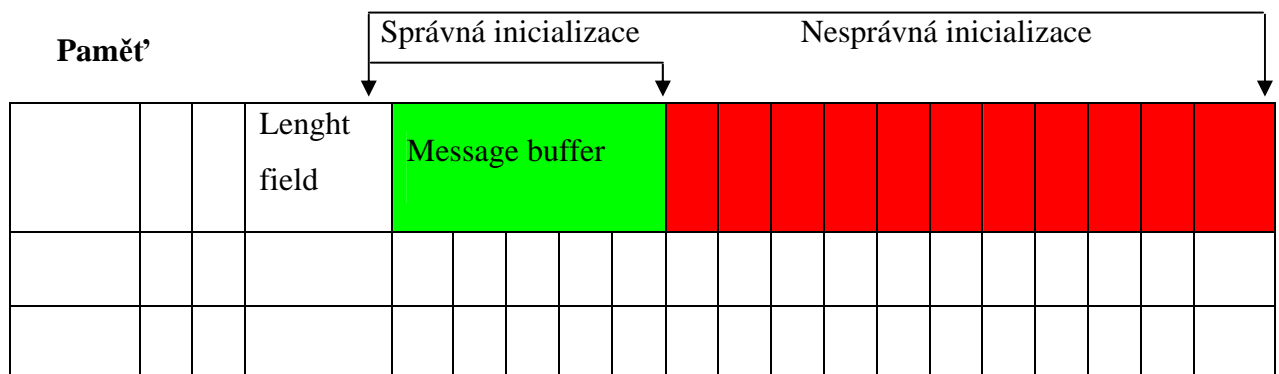 Správná inicializace
Nesprávná inicializace
Paměť
Lenght
field
Message buffer